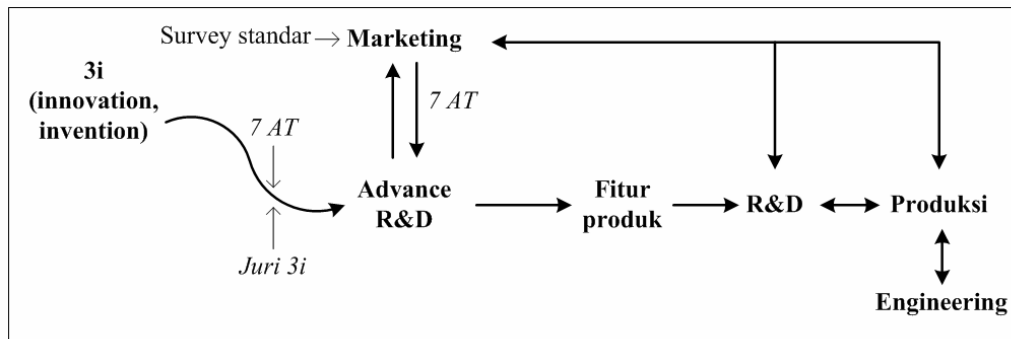 Survey standar
Marketing
3i
(innovation,
invention)
7 AT
7 AT
Advance
R&D
Fitur
produk
R&D
Produksi
Juri 3i
Engineering